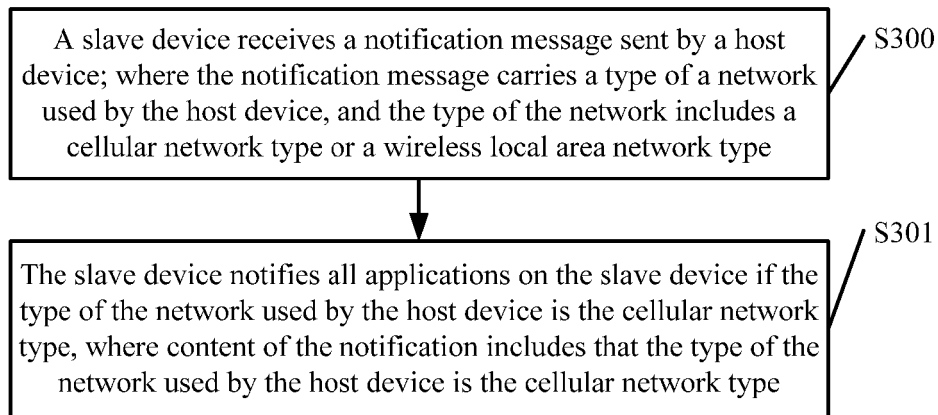 A slave device receives a notification message sent by a host
device; where the notification message carries a type of a network
used by the host device, and the type of the network includes a
cellular network type or a wireless local area network type
S300
The slave device notifies all applications on the slave device if the
type of the network used by the host device is the cellular network
type, where content of the notification includes that the type of the
network used by the host device is the cellular network type
S301